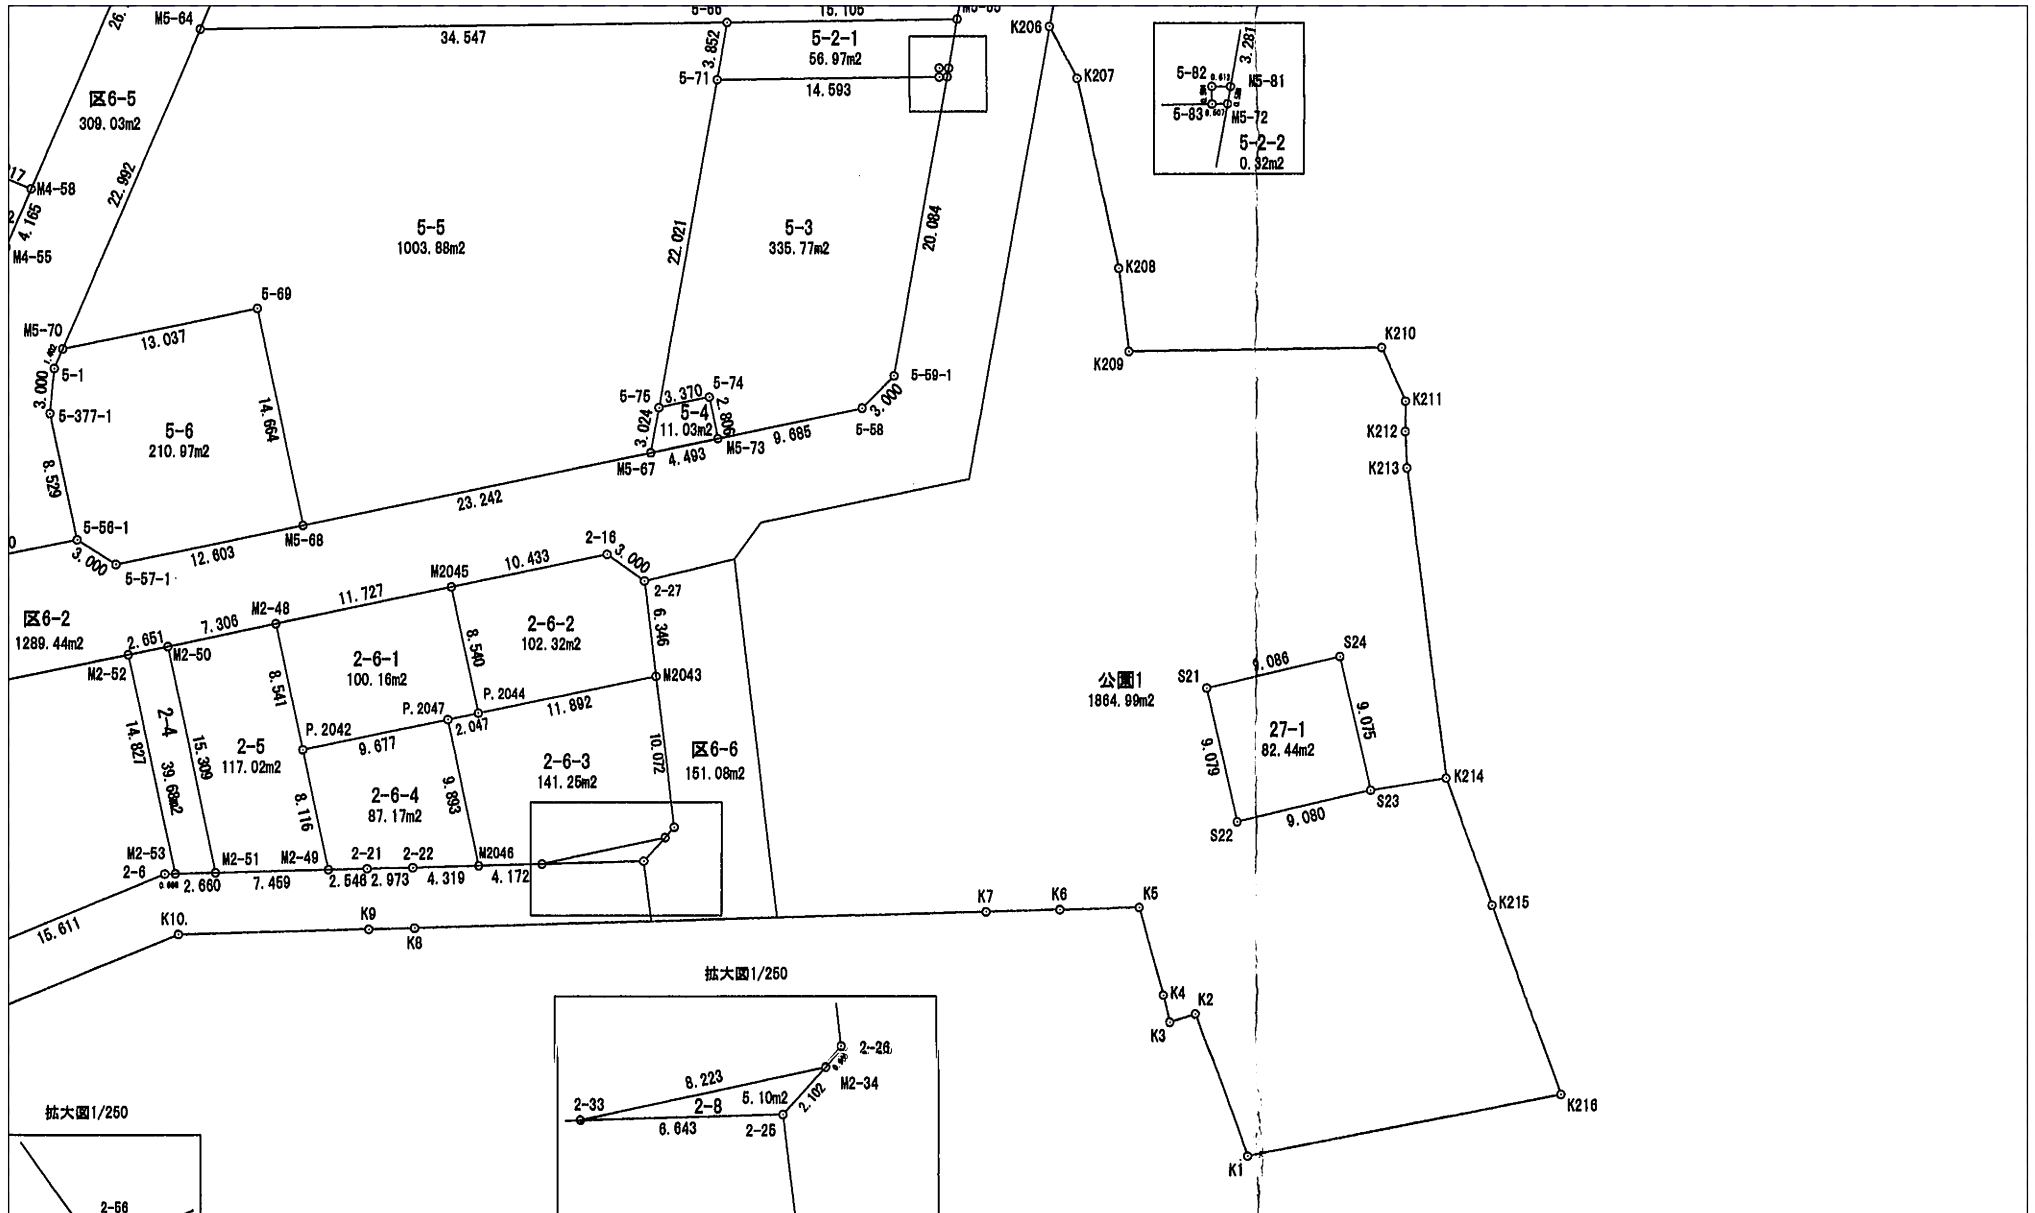 M5-64
34.547
15.105
3.852
5-2-1
56.97m2
5-71
14.593
K206
K207
3.281
5-82
0.613
M5-81
5-83
0.607
M5-72
5-2-2
0.32m2
区6-5
309.03m2
22.992
M4-58
4.165
M4-55
5-5
1003.88m2
22.021
5-3
335.77m2
20.084
K208
5-69
M5-70
13.037
5-1
3.000
5-377-1
14.664
5-6
210.97m2
8.529
5-75
3.370
5-74
5-4
11.03m2
3.024
2.806
M5-67
4.493
M5-73
9.685
5-58
3.000
5-59-1
K209
K210
K211
K212
K213
23.242
5-56-1
3.000
5-57-1
12.603
M5-68
2-16
3.000
10.433
M2045
2-27
11.727
M2-48
7.306
2.651
区6-2
1289.44m2
M2-50
M2-52
2-6-2
102.32m2
6.346
8.540
2-6-1
100.16m2
8.541
M2043
P.2044
P.2047
2.047
11.892
P.2042
9.677
14.827
2-4
39.68m2
15.309
2-5
117.02m2
8.116
2-6-4
87.17m2
9.893
2-6-3
141.25m2
10.072
区6-6
151.08m2
公園1
1864.99m2
S21
9.086
S24
27-1
82.44m2
9.075
9.079
S22
9.080
S23
K214
K215
M2-53
2-6
2.660
M2-51
7.459
M2-49
2.546
2-21
2.973
2-22
4.319
M2046
4.172
15.611
K10.
K9
K8
K7
K6
K5
K4
K3
K2
K1
K216
拡大図1/250
8.223
2-33
5.10m2
2-8
6.643
2-25
2.102
M2-34
2-26
拡大図1/250
2-56